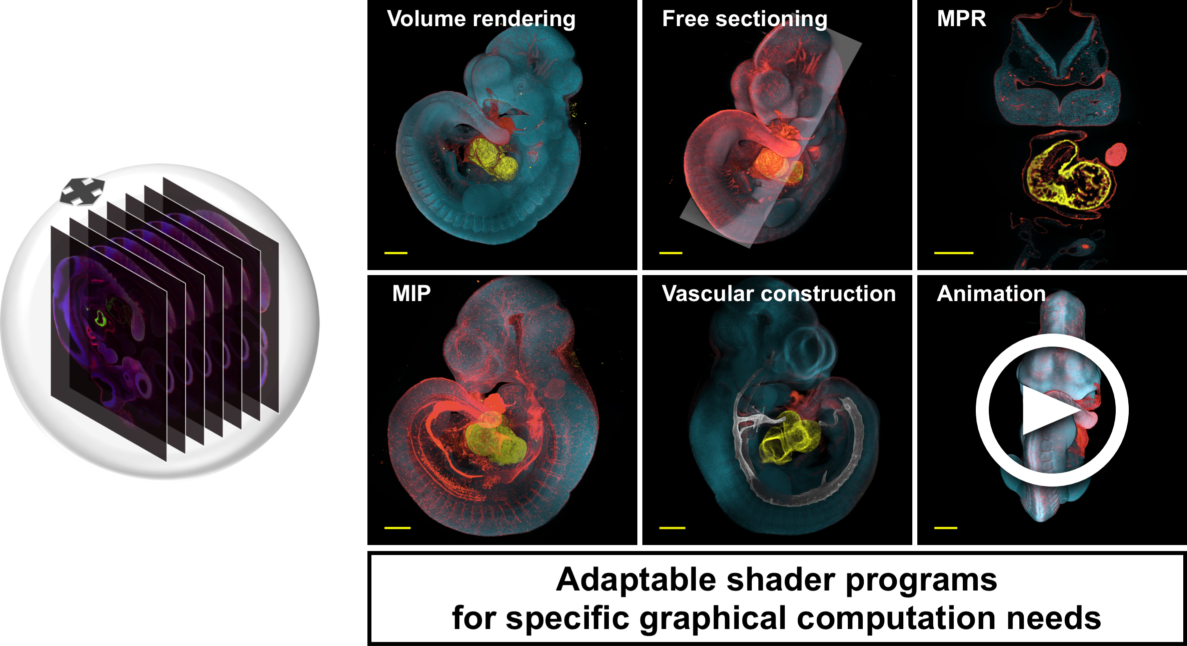 Volume rendering
Free sectioning
MPR
MIP
Vascular construction
Animation
Adaptable shader programs
for specific graphical computation needs